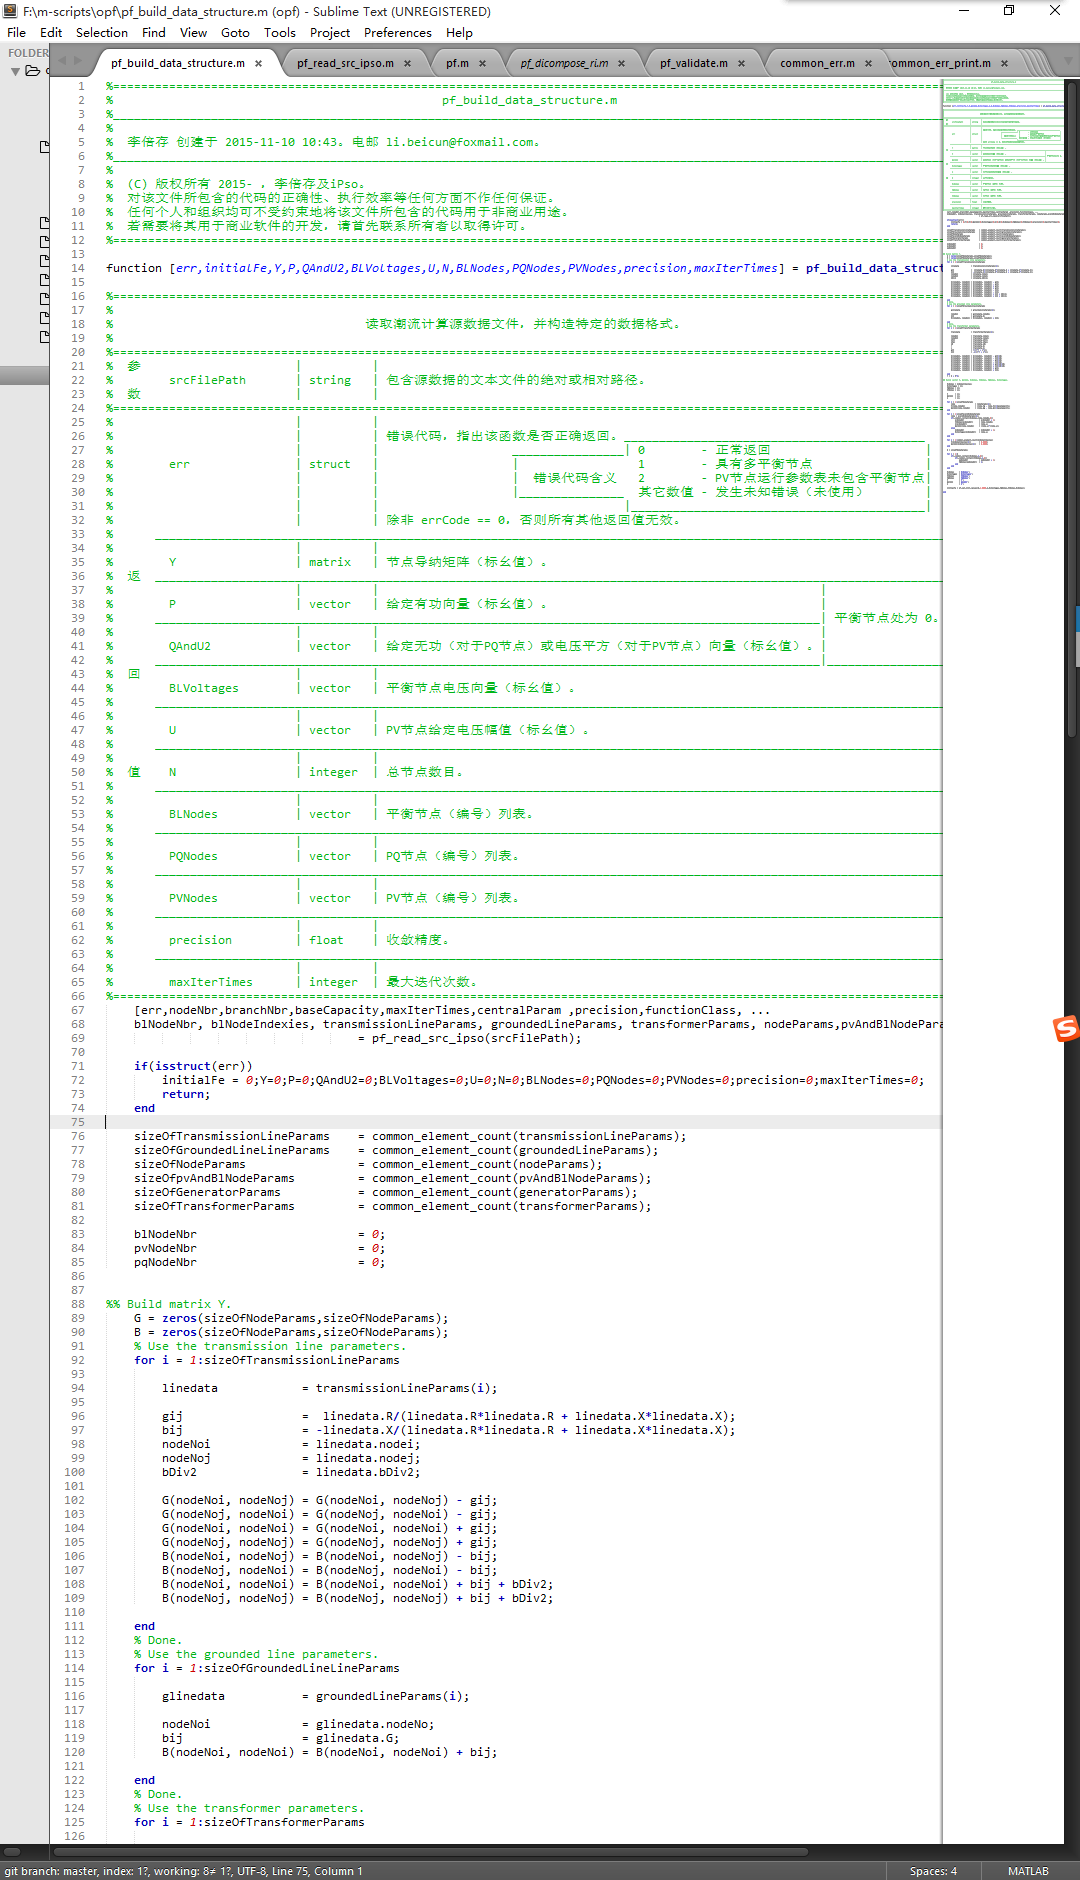 F:\m-scripts\opf\pf_build_data_structure.m (opf) - Sublime Text (UNREGISTERED)
File Edit Selection Find View Goto Tools Project Preferences Help
FOLDER
pf_build_data_structure.m × pf_read_src_ipso.m × pf.m × pf_dicompose_ri.m × pf_validate.m × common_err.m × ommon_err_print.m ×
1 %
2 % pf_build_data_structure.m
3 %
4 %
5 % 李倍存 创建于 2015-11-10 10:43。电邮 li.beicun@foxmail.com。
6 %
7 %
8 % (C) 版权所有 2015- , 李倍存及iPso。
9 % 对该文件所包含的代码的正确性、执行效率等任何方面不作任何保证。
10 % 任何个人和组织均可不受约束地将该文件所包含的代码用于非商业用途。
11 % 若需要将其用于商业软件的开发，请首先联系所有者以取得许可。
12 %
13
14 function [err,initialFe,Y,P,QAndU2,BLVoltages,U,N,BLNodes,PQNodes,PVNodes,precision,maxIterTimes] = pf_build_data_struct
15
16 %
17 %
18 % 读取潮流计算源数据文件，并构造特定的数据格式。
19 %
20 %
21 % 参 | |
22 % srcFilePath | string | 包含源数据的文本文件的绝对或相对路径。
23 % 数 | |
24 %
25 % | |
26 % | | 错误代码，指出该函数是否正确返回。
27 % | | | 0 - 正常返回 |
28 % err | struct | | 1 - 具有多平衡节点 |
29 % | | | 错误代码含义 2 - PV节点运行参数表未包含平衡节点|
30 % | | | 其它数值 - 发生未知错误（未使用） |
31 % | | | |
32 % | | 除非 errCode == 0，否则所有其他返回值无效。
33 %
34 % | |
35 % Y | matrix | 节点导纳矩阵（标幺值）。
36 % 返
37 % | | |
38 % P | vector | 给定有功向量（标幺值）。 |
39 % | 平衡节点处为 0。
40 % | | |
41 % QAndU2 | vector | 给定无功（对于PQ节点）或电压平方（对于PV节点）向量（标幺值）。|
42 % |
43 % 回 | |
44 % BLVoltages | vector | 平衡节点电压向量（标幺值）。
45 %
46 % | |
47 % U | vector | PV节点给定电压幅值（标幺值）。
48 %
49 % | |
50 % 值 N | integer | 总节点数目。
51 %
52 % | |
53 % BLNodes | vector | 平衡节点（编号）列表。
54 %
55 % | |
56 % PQNodes | vector | PQ节点（编号）列表。
57 %
58 % | |
59 % PVNodes | vector | PV节点（编号）列表。
60 %
61 % | |
62 % precision | float | 收敛精度。
63 %
64 % | |
65 % maxIterTimes | integer | 最大迭代次数。
66 %
67 [err,nodeNbr,branchNbr,baseCapacity,maxIterTimes,centralParam ,precision,functionClass, ...
68 blNodeNbr, blNodeIndexies, transmissionLineParams, groundedLineParams, transformerParams, nodeParams,pvAndBlNodePara
69 = pf_read_src_ipso(srcFilePath);
70
71 if(isstruct(err))
72 initialFe = 0;Y=0;P=0;QAndU2=0;BLVoltages=0;U=0;N=0;BLNodes=0;PQNodes=0;PVNodes=0;precision=0;maxIterTimes=0;
73 return;
74 end
75
76 sizeOfTransmissionLineParams = common_element_count(transmissionLineParams);
77 sizeOfGroundedLineLineParams = common_element_count(groundedLineParams);
78 sizeOfNodeParams = common_element_count(nodeParams);
79 sizeOfpvAndBlNodeParams = common_element_count(pvAndBlNodeParams);
80 sizeOfGeneratorParams = common_element_count(generatorParams);
81 sizeOfTransformerParams = common_element_count(transformerParams);
82
83 blNodeNbr = 0;
84 pvNodeNbr = 0;
85 pqNodeNbr = 0;
86
87
88 %% Build matrix Y.
89 G = zeros(sizeOfNodeParams,sizeOfNodeParams);
90 B = zeros(sizeOfNodeParams,sizeOfNodeParams);
91 % Use the transmission line parameters.
92 for i = 1:sizeOfTransmissionLineParams
93
94 linedata = transmissionLineParams(i);
95
96 gij = linedata.R/(linedata.R*linedata.R + linedata.X*linedata.X);
97 bij = -linedata.X/(linedata.R*linedata.R + linedata.X*linedata.X);
98 nodeNoi = linedata.nodei;
99 nodeNoj = linedata.nodej;
100 bDiv2 = linedata.bDiv2;
101
102 G(nodeNoi, nodeNoj) = G(nodeNoi, nodeNoj) - gij;
103 G(nodeNoj, nodeNoi) = G(nodeNoj, nodeNoi) - gij;
104 G(nodeNoi, nodeNoi) = G(nodeNoi, nodeNoi) + gij;
105 G(nodeNoj, nodeNoj) = G(nodeNoj, nodeNoj) + gij;
106 B(nodeNoi, nodeNoj) = B(nodeNoi, nodeNoj) - bij;
107 B(nodeNoj, nodeNoi) = B(nodeNoj, nodeNoi) - bij;
108 B(nodeNoi, nodeNoi) = B(nodeNoi, nodeNoi) + bij + bDiv2;
109 B(nodeNoj, nodeNoj) = B(nodeNoj, nodeNoj) + bij + bDiv2;
110
111 end
112 % Done.
113 % Use the grounded line parameters.
114 for i = 1:sizeOfGroundedLineLineParams
115
116 glinedata = groundedLineParams(i);
117
118 nodeNoi = glinedata.nodeNo;
119 bij = glinedata.G;
120 B(nodeNoi, nodeNoi) = B(nodeNoi, nodeNoi) + bij;
121
122 end
123 % Done.
124 % Use the transformer parameters.
125 for i = 1:sizeOfTransformerParams
126
git branch: master, index: 1?, working: 8≠ 1?, UTF-8, Line 75, Column 1 Spaces: 4 MATLAB